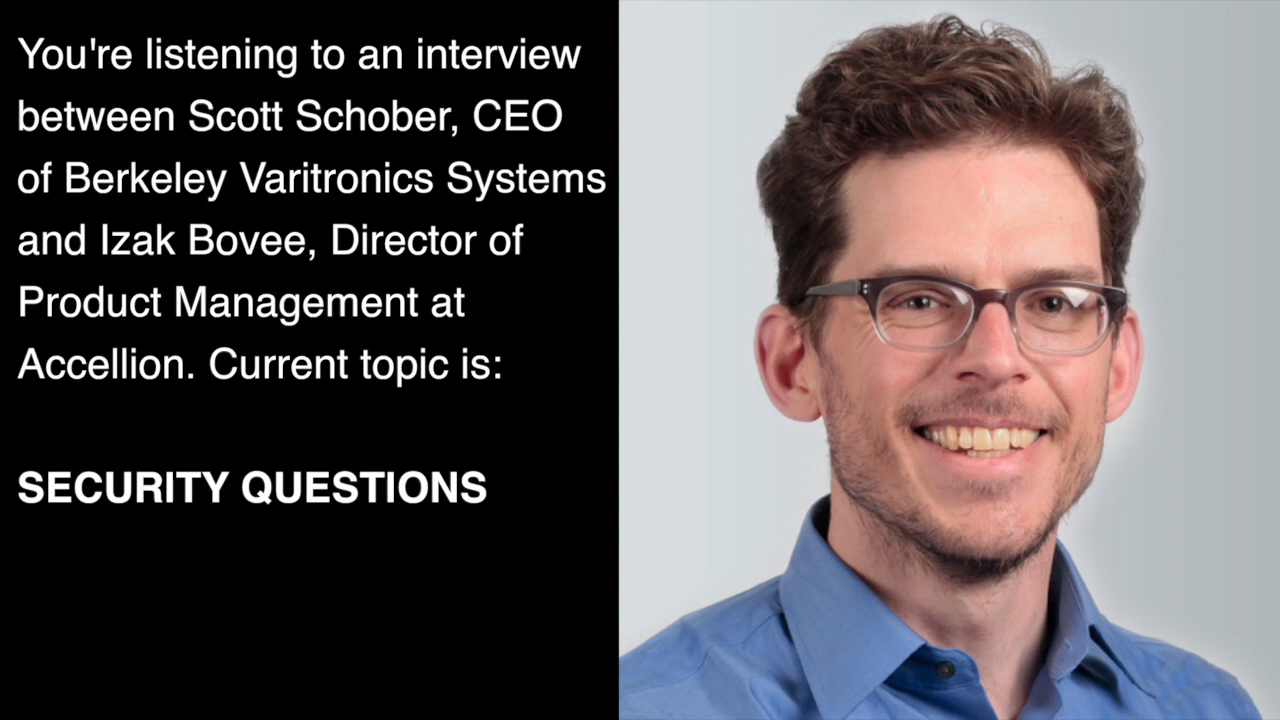 You're listening to an interview
between Scott Schober, CEO
of Berkeley Varitronics Systems
and Izak Bovee, Director of
Product Management at
Accellion. Current topic is:
SECURITY QUESTIONS